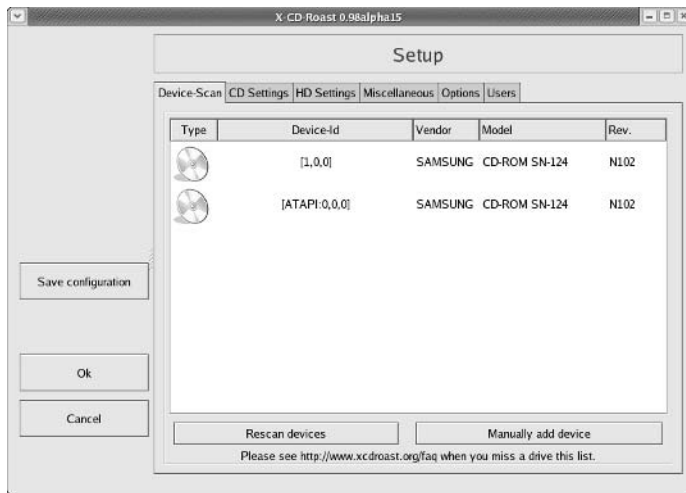 X-CD-Roast 0.98alpha15
Setup
Device-Scan CD Settings HD Settings Miscellaneous Options Users
Type Device-Id Vendor Model Rev.
[1,0,0] SAMSUNG CD-ROM SN-124 N102
[ATAPI:0,0,0] SAMSUNG CD-ROM SN-124 N102
Save configuration
Ok
Cancel
Rescan devices Manually add device
Please see http://www.xcdroast.org/faq when you miss a drive this list.